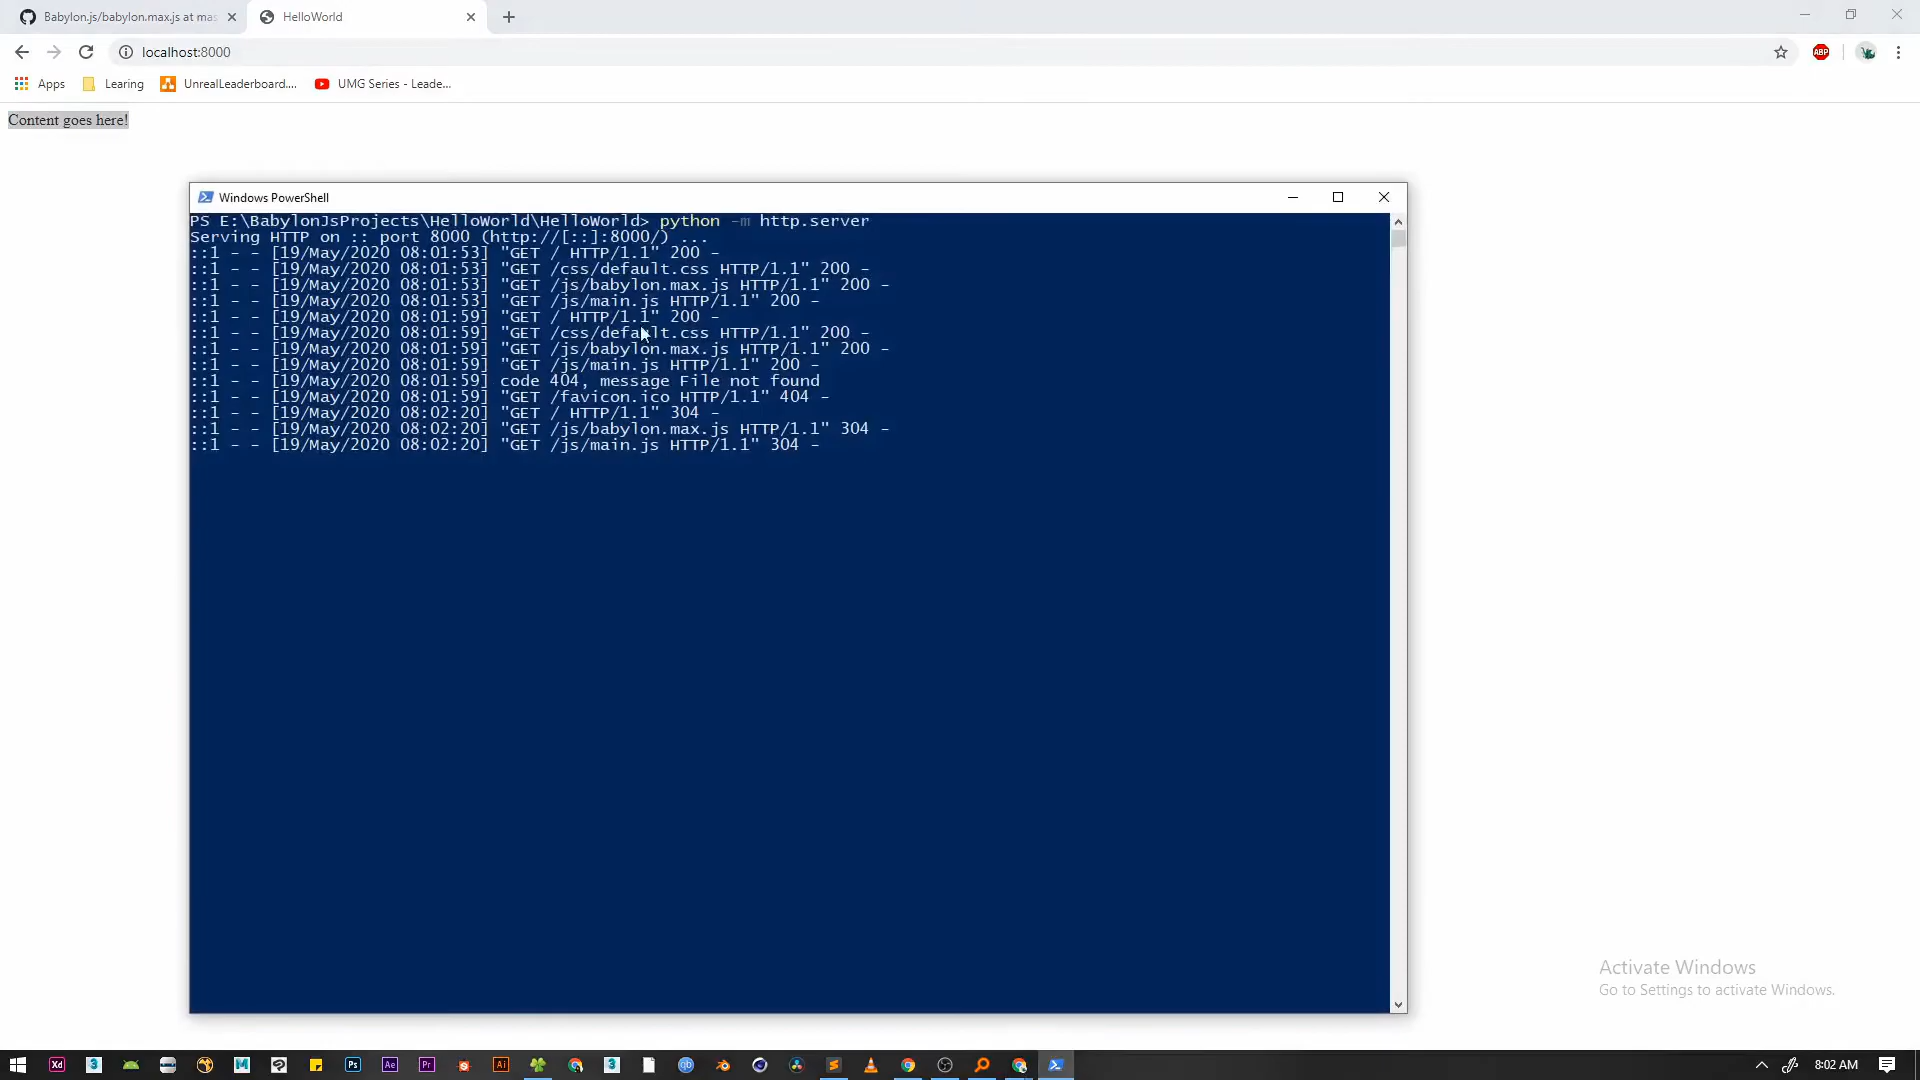 Babylon.js/babylon.max.js at mas
HelloWorld
localhost:8000
ABP
Apps
Learing
UnrealLeaderboard....
UMG Series - Leade...
Content goes here!
Windows PowerShell
PS E:\BabylonJsProjects\HelloWorld\HelloWorld> python -m http.server
Serving HTTP on :: port 8000 (http://[::]:8000/) ...
::1 - - [19/May/2020 08:01:53] "GET / HTTP/1.1" 200 -
::1 - - [19/May/2020 08:01:53] "GET /css/default.css HTTP/1.1" 200 -
::1 - - [19/May/2020 08:01:53] "GET /js/babylon.max.js HTTP/1.1" 200 -
::1 - - [19/May/2020 08:01:53] "GET /js/main.js HTTP/1.1" 200 -
::1 - - [19/May/2020 08:01:59] "GET / HTTP/1.1" 200 -
::1 - - [19/May/2020 08:01:59] "GET /css/default.css HTTP/1.1" 200 -
::1 - - [19/May/2020 08:01:59] "GET /js/babylon.max.js HTTP/1.1" 200 -
::1 - - [19/May/2020 08:01:59] "GET /js/main.js HTTP/1.1" 200 -
::1 - - [19/May/2020 08:01:59] code 404, message File not found
::1 - - [19/May/2020 08:01:59] "GET /favicon.ico HTTP/1.1" 404 -
::1 - - [19/May/2020 08:02:20] "GET / HTTP/1.1" 304 -
::1 - - [19/May/2020 08:02:20] "GET /js/babylon.max.js HTTP/1.1" 304 -
::1 - - [19/May/2020 08:02:20] "GET /js/main.js HTTP/1.1" 304 -
Activate Windows
Go to Settings to activate Windows.
Xd
3
M
Ps
Ae
Pr
Ai
3
qb
8:02 AM